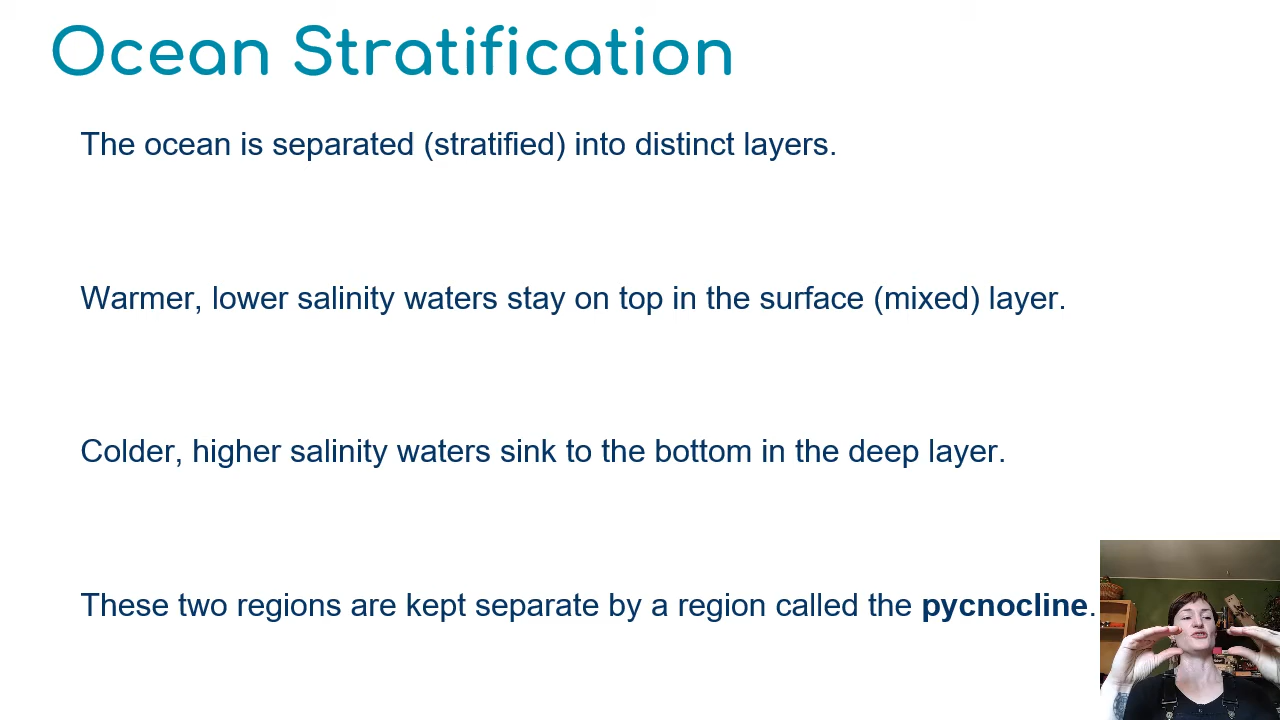 Ocean Stratification
The ocean is separated (stratified) into distinct layers.
Warmer, lower salinity waters stay on top in the surface (mixed) layer.
Colder, higher salinity waters sink to the bottom in the deep layer.
These two regions are kept separate by a region called the pycnocline.